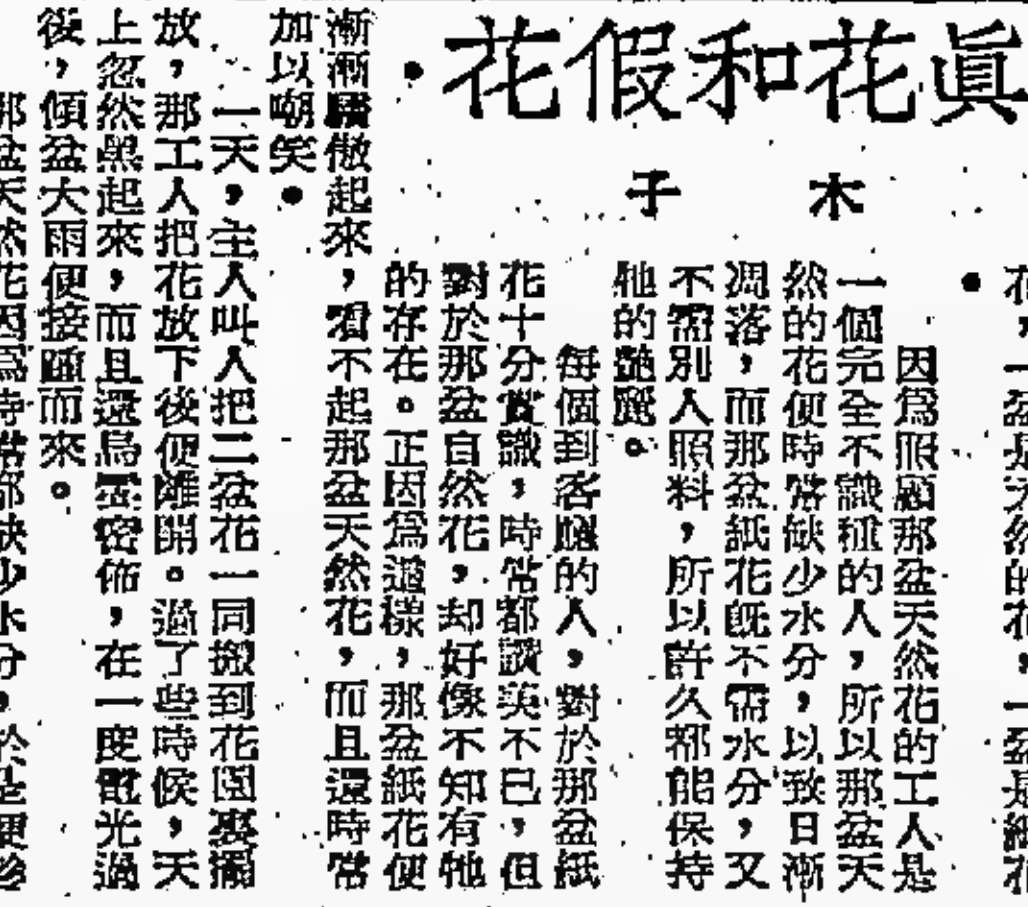 眞花和假花
木子
花，一盆是天然的花，一盆是紙花
。
因爲照顧那盆天然花的工人是
一個完全不識種的人，所以那盆天
然的花便時常缺少水分，以致日漸
凋落，而那盆紙花旣不需水分，又
不需別人照料，所以許久都能保持
牠的艶麗。
每個到客廳的人，對於那盆紙
花十分賞識，時常都讚美不已，但
對於那盆自然花，却好像不知有牠
的存在。正因爲這樣，那盆紙花便
漸漸驕傲起來，看不起那盆天然花，而且還時常
加以嘲笑。
一天，主人叫人把二盆花一同搬到花園裏擺
放，那工人把花放下後便離開。過了些時候，天
上忽然黑起來，而且還烏雲密佈，在一度電光過
後，傾盆大雨便接隨而來。
那盆天然花因爲時常都缺少水分，於是便趁